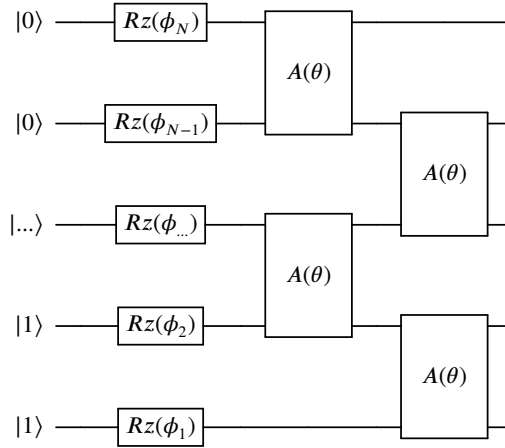 |0⟩ Rz(ϕ_N) A(θ)
|0⟩ Rz(ϕ_{N−1}) A(θ)
|...⟩ Rz(ϕ_{...}) A(θ)
|1⟩ Rz(ϕ_2) A(θ)
|1⟩ Rz(ϕ_1)